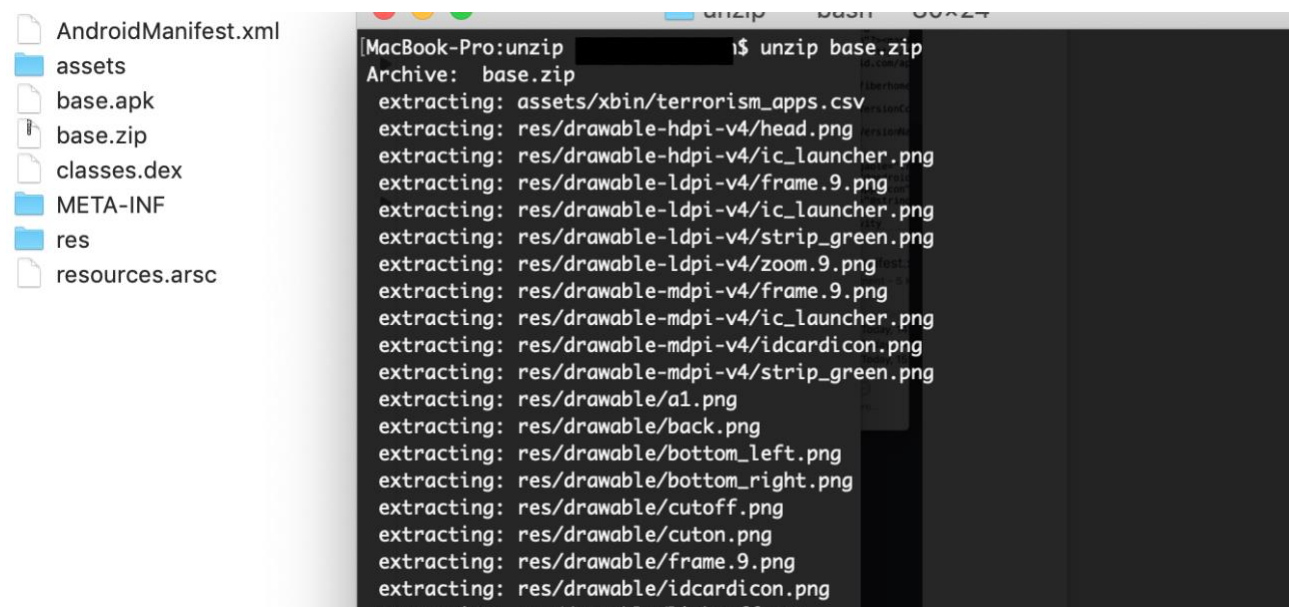 AndroidManifest.xml
assets
base.apk
base.zip
classes.dex
META-INF
res
resources.arsc
unzip — bash — 80×24
[MacBook-Pro:unzip $ unzip base.zip
Archive:  base.zip
extracting: assets/xbin/terrorism_apps.csv
extracting: res/drawable-hdpi-v4/head.png
extracting: res/drawable-hdpi-v4/ic_launcher.png
extracting: res/drawable-ldpi-v4/frame.9.png
extracting: res/drawable-ldpi-v4/ic_launcher.png
extracting: res/drawable-ldpi-v4/strip_green.png
extracting: res/drawable-ldpi-v4/zoom.9.png
extracting: res/drawable-mdpi-v4/frame.9.png
extracting: res/drawable-mdpi-v4/ic_launcher.png
extracting: res/drawable-mdpi-v4/idcardicon.png
extracting: res/drawable-mdpi-v4/strip_green.png
extracting: res/drawable/a1.png
extracting: res/drawable/back.png
extracting: res/drawable/bottom_left.png
extracting: res/drawable/bottom_right.png
extracting: res/drawable/cutoff.png
extracting: res/drawable/cuton.png
extracting: res/drawable/frame.9.png
extracting: res/drawable/idcardicon.png